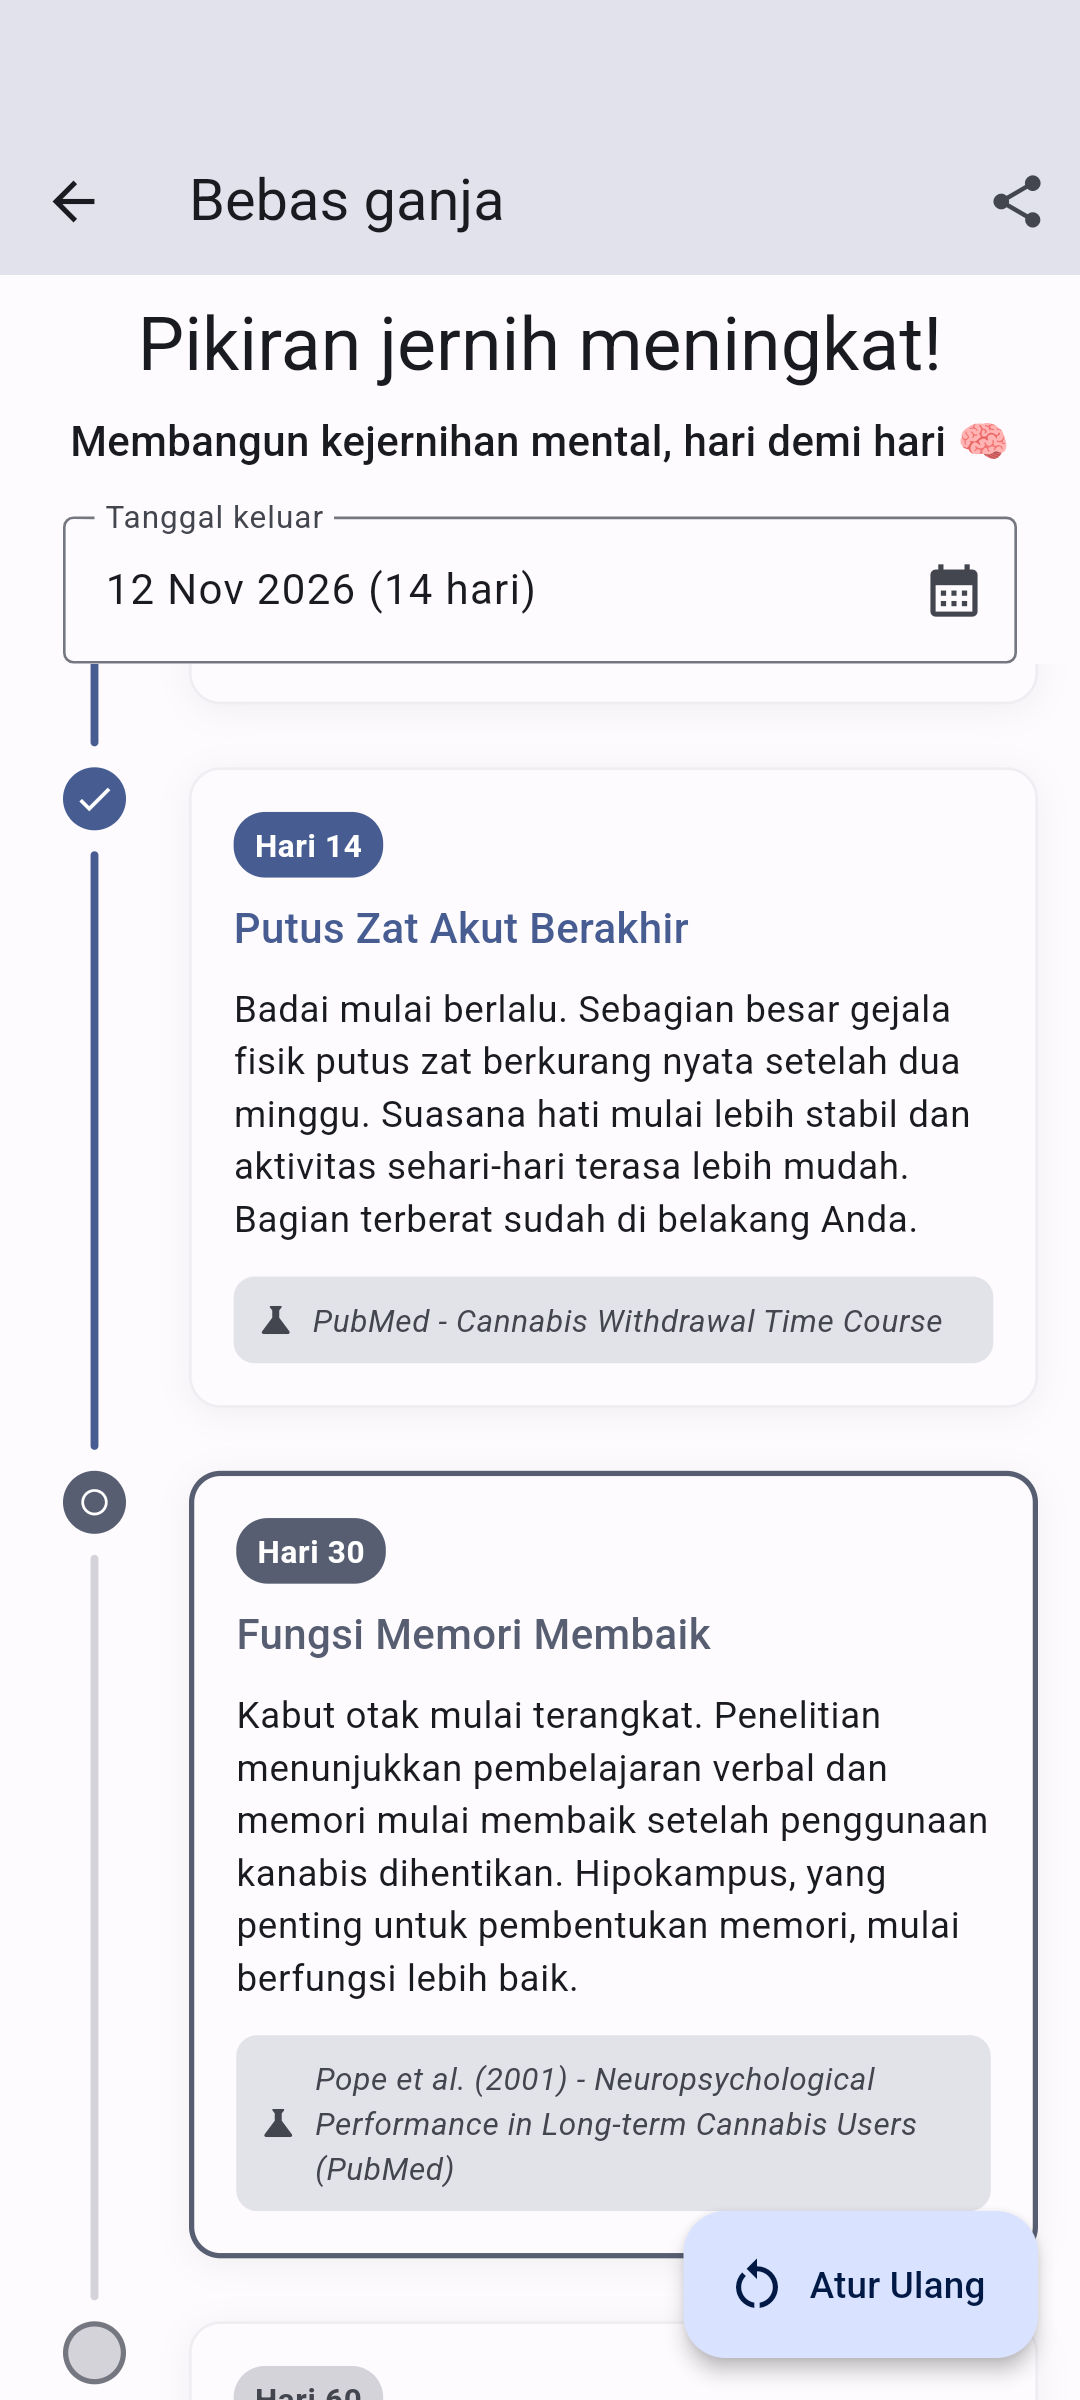 Bebas ganja
Pikiran jernih meningkat!
Membangun kejernihan mental, hari demi hari 🧠
Tanggal keluar
12 Nov 2026 (14 hari)
Hari 14
Putus Zat Akut Berakhir
Badai mulai berlalu. Sebagian besar gejala
fisik putus zat berkurang nyata setelah dua
minggu. Suasana hati mulai lebih stabil dan
aktivitas sehari-hari terasa lebih mudah.
Bagian terberat sudah di belakang Anda.
PubMed - Cannabis Withdrawal Time Course
Hari 30
Fungsi Memori Membaik
Kabut otak mulai terangkat. Penelitian
menunjukkan pembelajaran verbal dan
memori mulai membaik setelah penggunaan
kanabis dihentikan. Hipokampus, yang
penting untuk pembentukan memori, mulai
berfungsi lebih baik.
Pope et al. (2001) - Neuropsychological
Performance in Long-term Cannabis Users
(PubMed)
Atur Ulang
Hari 60